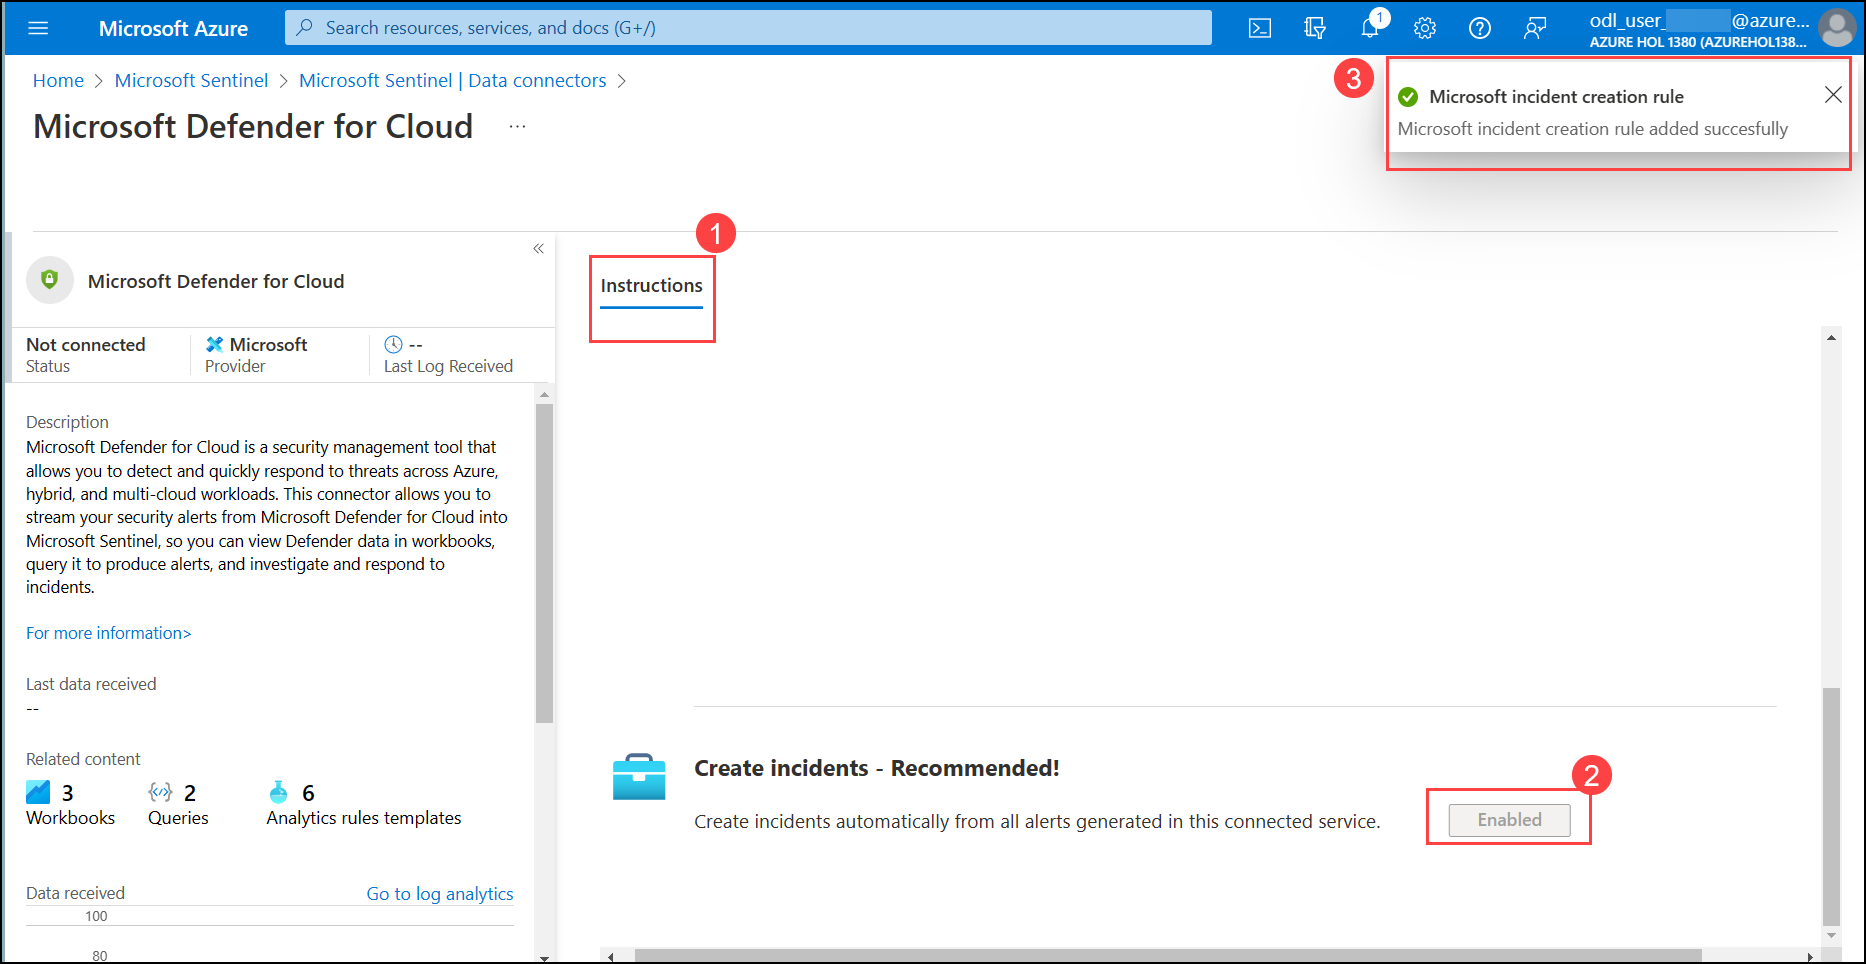 Microsoft Azure
Search resources, services, and docs (G+/)
1
odl_user_ @azure...
AZURE HOL 1380 (AZUREHOL138...
Home > Microsoft Sentinel > Microsoft Sentinel | Data connectors >
Microsoft Defender for Cloud ...
3
Microsoft incident creation rule
Microsoft incident creation rule added succesfully
1
«
Microsoft Defender for Cloud
Instructions
Not connected
Status
Microsoft
Provider
--
Last Log Received
Description
Microsoft Defender for Cloud is a security management tool that
allows you to detect and quickly respond to threats across Azure,
hybrid, and multi-cloud workloads. This connector allows you to
stream your security alerts from Microsoft Defender for Cloud into
Microsoft Sentinel, so you can view Defender data in workbooks,
query it to produce alerts, and investigate and respond to
incidents.
For more information>
Last data received
--
Related content
3
Workbooks
2
Queries
6
Analytics rules templates
Data received
Go to log analytics
100
80
Create incidents - Recommended!
Create incidents automatically from all alerts generated in this connected service.
2
Enabled